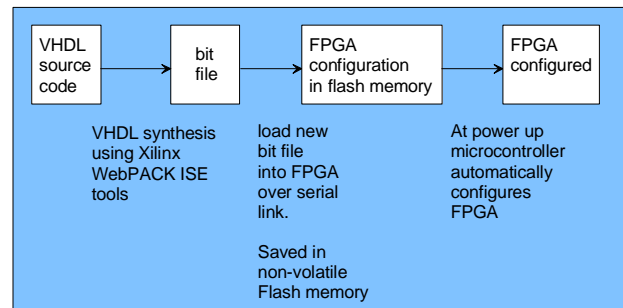 VHDL
source
code
bit
file
FPGA
configuration
in flash memory
FPGA
configured
VHDL synthesis
using Xilinx
WebPACK ISE
tools
load new
bit file
into FPGA
over serial
link.
Saved in
non-volatile
Flash memory
At power up
microcontroller
automatically
configures
FPGA